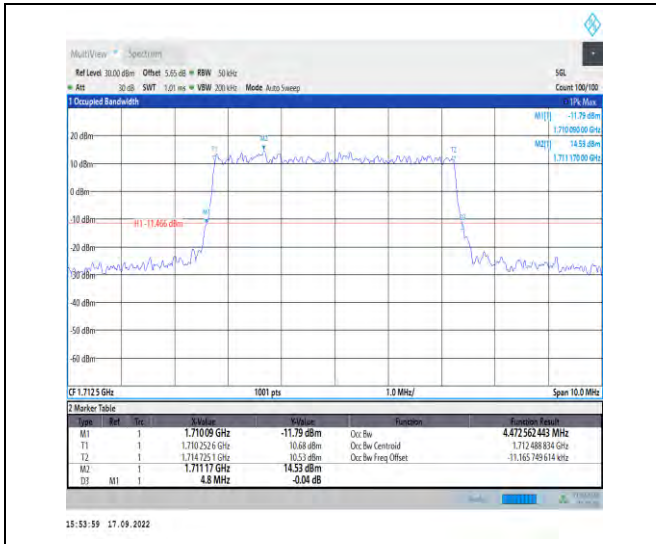 MultiView Spectrum
Ref Level 30.00 dBm Offset 5.65 dB RBW 50 kHz SGL
Att 30 dB SWT 1.01 ms VBW 200 kHz Mode Auto Sweep Count 100/100
1 Occupied Bandwidth 1Pk Max
M1[1] -11.79 dBm
1.710 090 00 GHz
M2[1] 14.53 dBm
1.711 170 00 GHz
20 dBm
T1 M2 T2
10 dBm
0 dBm
-10 dBm
M1
H1 -11.466 dBm
-20 dBm
-30 dBm
-40 dBm
-50 dBm
-60 dBm
CF 1.712 5 GHz 1001 pts 1.0 MHz/ Span 10.0 MHz
2 Marker Table
Type Ref Trc X-Value Y-Value Function Function Result
M1 1 1.710 09 GHz -11.79 dBm Occ Bw 4.472 562 443 MHz
T1 1 1.710 252 6 GHz 10.68 dBm Occ Bw Centroid 1.712 488 834 GHz
T2 1 1.714 725 1 GHz 10.53 dBm Occ Bw Freq Offset -11.165 749 614 kHz
M2 1 1.711 17 GHz 14.53 dBm
D3 M1 1 4.8 MHz -0.04 dB
15:53:59 17.09.2022